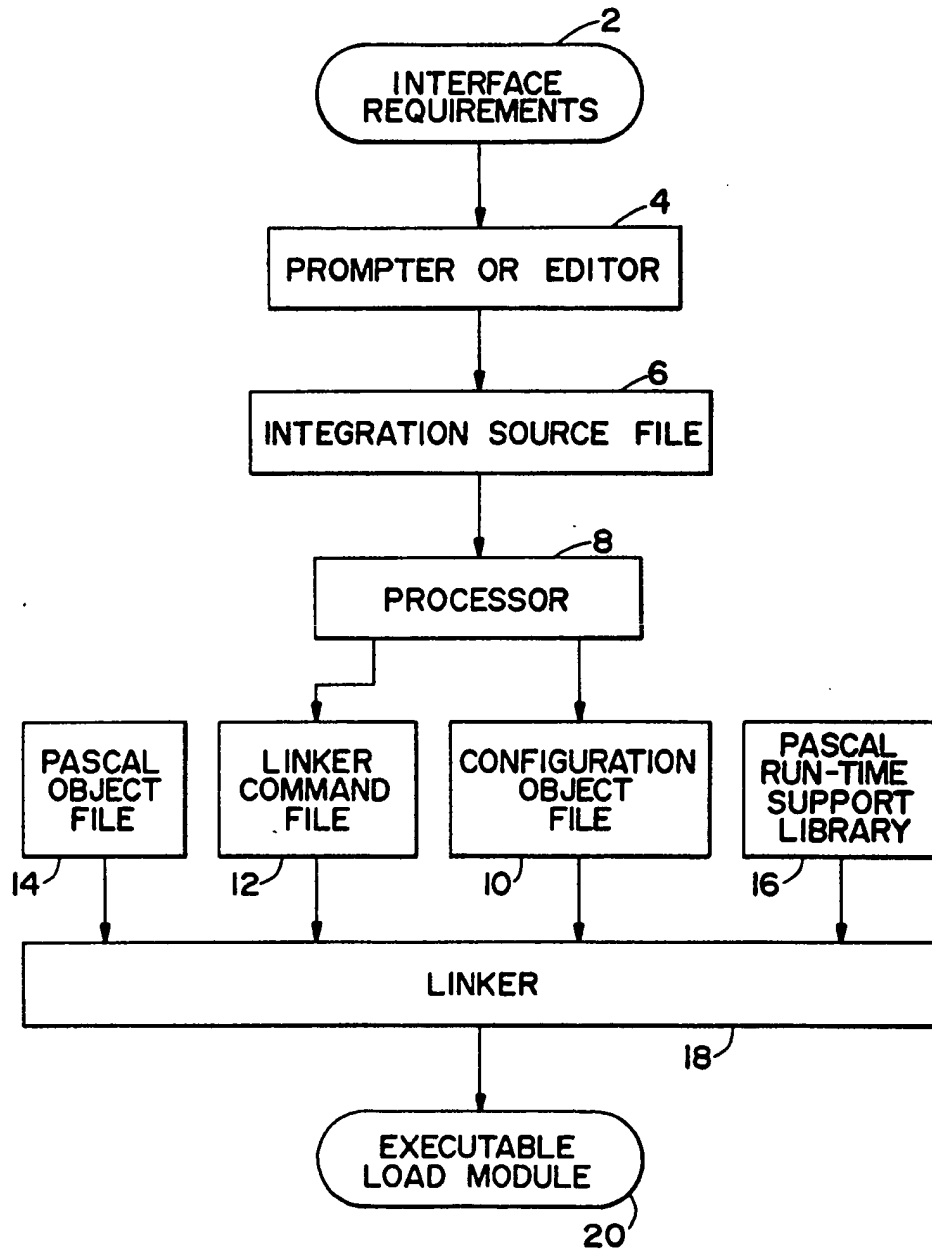 2
INTERFACE
REQUIREMENTS
4
PROMPTER OR EDITOR
6
INTEGRATION SOURCE FILE
8
PROCESSOR
PASCAL
OBJECT
FILE
14
LINKER
COMMAND
FILE
12
CONFIGURATION
OBJECT
FILE
10
PASCAL
RUN-TIME
SUPPORT
LIBRARY
16
LINKER
18
EXECUTABLE
LOAD MODULE
20